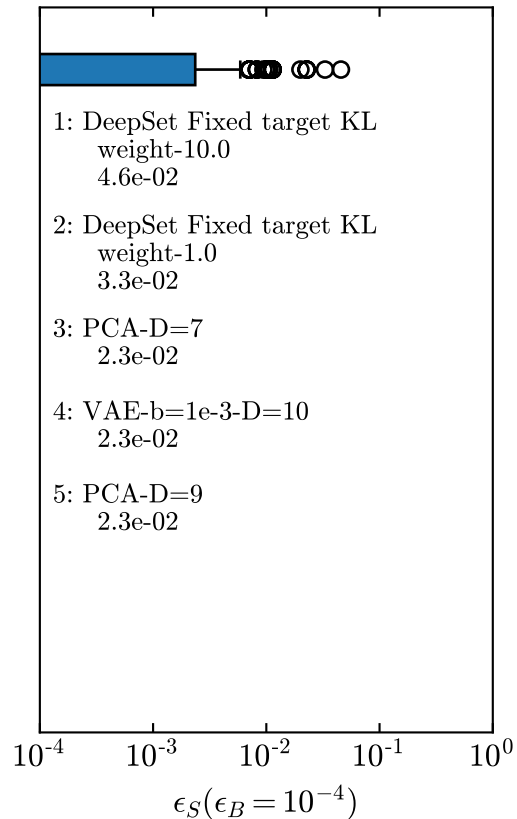 1: DeepSet Fixed target KL
weight-10.0
4.6e-02
2: DeepSet Fixed target KL
weight-1.0
3.3e-02
3: PCA-D=7
2.3e-02
4: VAE-b=1e-3-D=10
2.3e-02
5: PCA-D=9
2.3e-02
10⁻⁴ 10⁻³ 10⁻² 10⁻¹ 10⁰
ϵ_S(ϵ_B = 10⁻⁴)